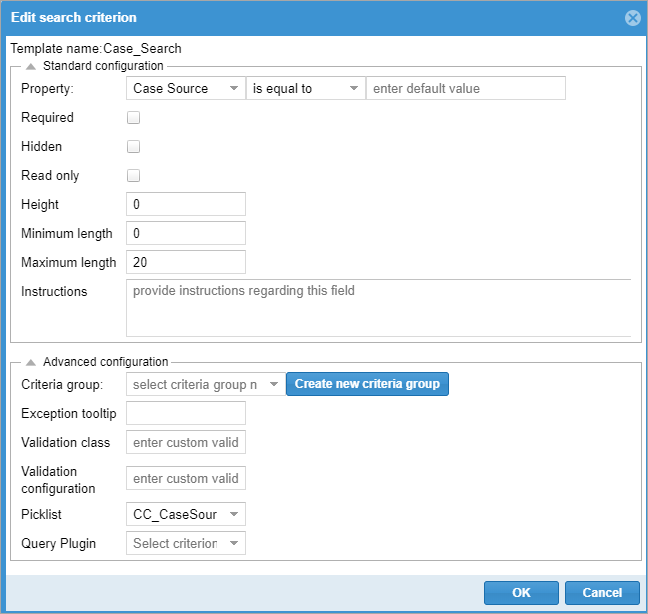 Edit search criterion
Template name:Case_Search
Standard configuration
Property: Case Source is equal to enter default value
Required
Hidden
Read only
Height 0
Minimum length 0
Maximum length 20
Instructions provide instructions regarding this field
Advanced configuration
Criteria group: select criteria group n Create new criteria group
Exception tooltip
Validation class enter custom valid
Validation
configuration enter custom valid
Picklist CC_CaseSour
Query Plugin Select criterion
OK Cancel